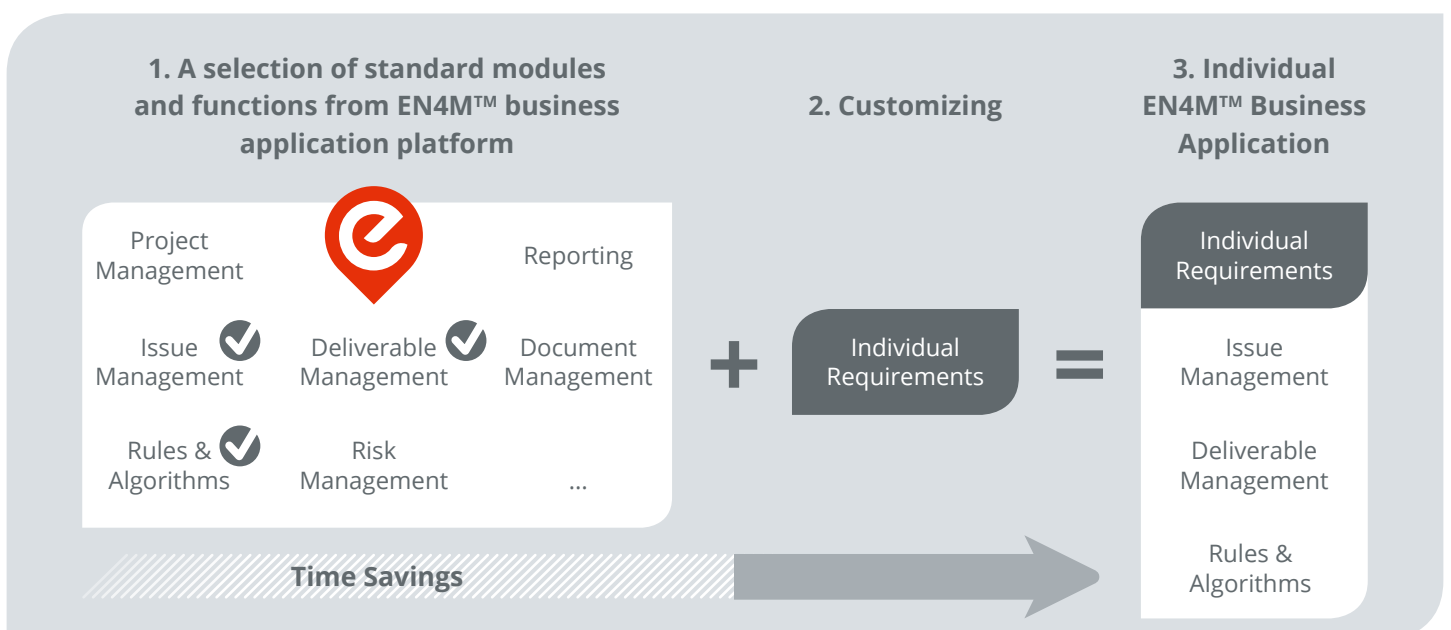 1. A selection of standard modules
and functions from EN4M™ business
application platform
Project
Management
Reporting
Issue
Management
Deliverable
Management
Document
Management
Rules &
Algorithms
Risk
Management
...
Time Savings
+
2. Customizing
Individual
Requirements
=
3. Individual
EN4M™ Business
Application
Individual
Requirements
Issue
Management
Deliverable
Management
Rules &
Algorithms